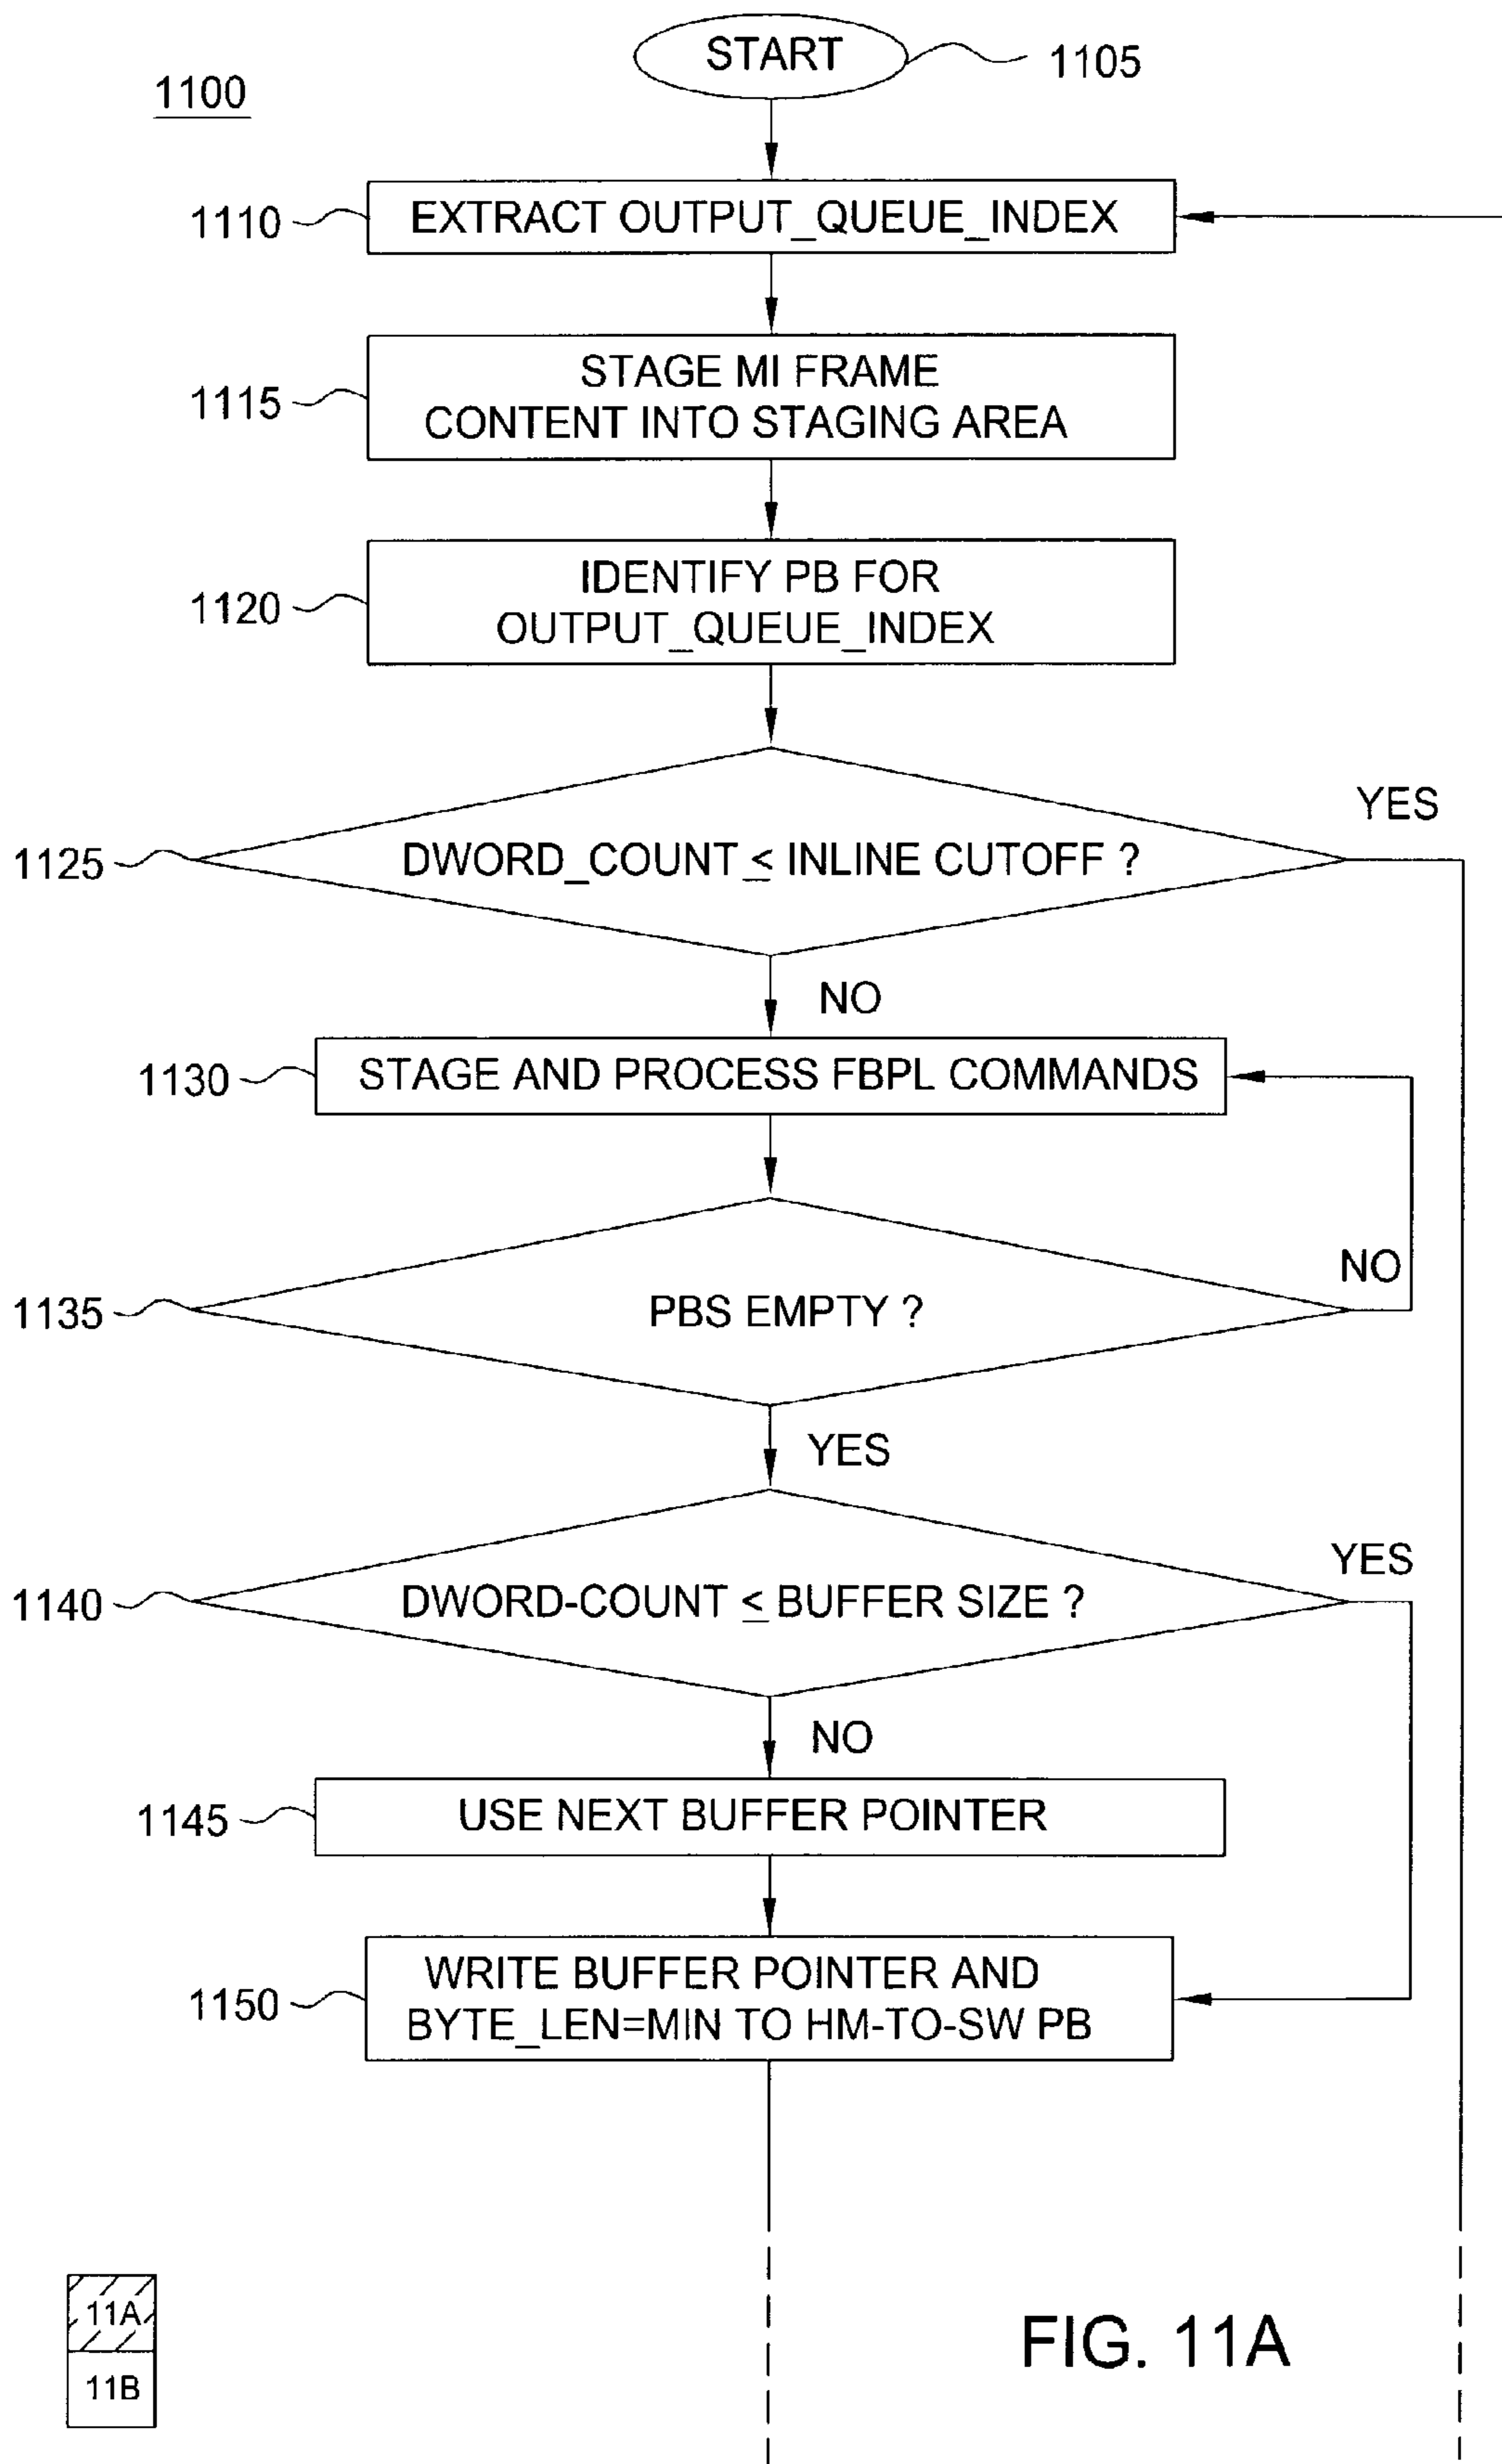 START
1105
1100
1110
EXTRACT OUTPUT_QUEUE_INDEX
1115
STAGE MI FRAME
CONTENT INTO STAGING AREA
1120
IDENTIFY PB FOR
OUTPUT_QUEUE_INDEX
YES
1125
DWORD_COUNT ≤ INLINE CUTOFF ?
NO
1130
STAGE AND PROCESS FBPL COMMANDS
NO
1135
PBS EMPTY ?
YES
YES
1140
DWORD-COUNT ≤ BUFFER SIZE ?
NO
1145
USE NEXT BUFFER POINTER
1150
WRITE BUFFER POINTER AND
BYTE_LEN=MIN TO HM-TO-SW PB
11A
11B
FIG. 11A